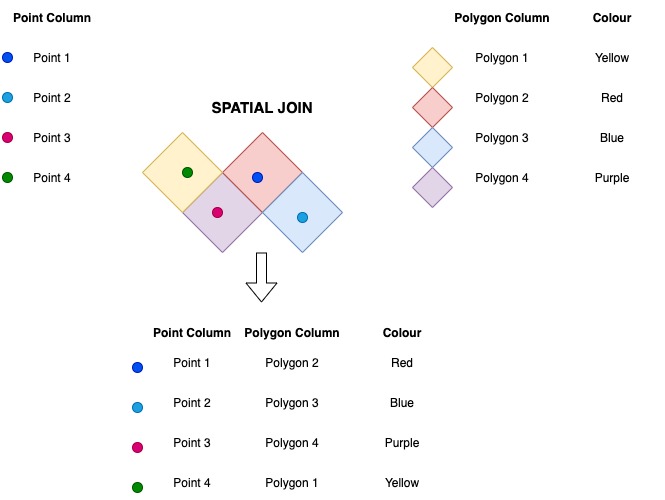 Point Column
Polygon Column Colour
Point 1
Polygon 1 Yellow
Point 2
Polygon 2 Red
SPATIAL JOIN
Point 3
Polygon 3 Blue
Point 4
Polygon 4 Purple
Point Column Polygon Column Colour
Point 1 Polygon 2 Red
Point 2 Polygon 3 Blue
Point 3 Polygon 4 Purple
Point 4 Polygon 1 Yellow